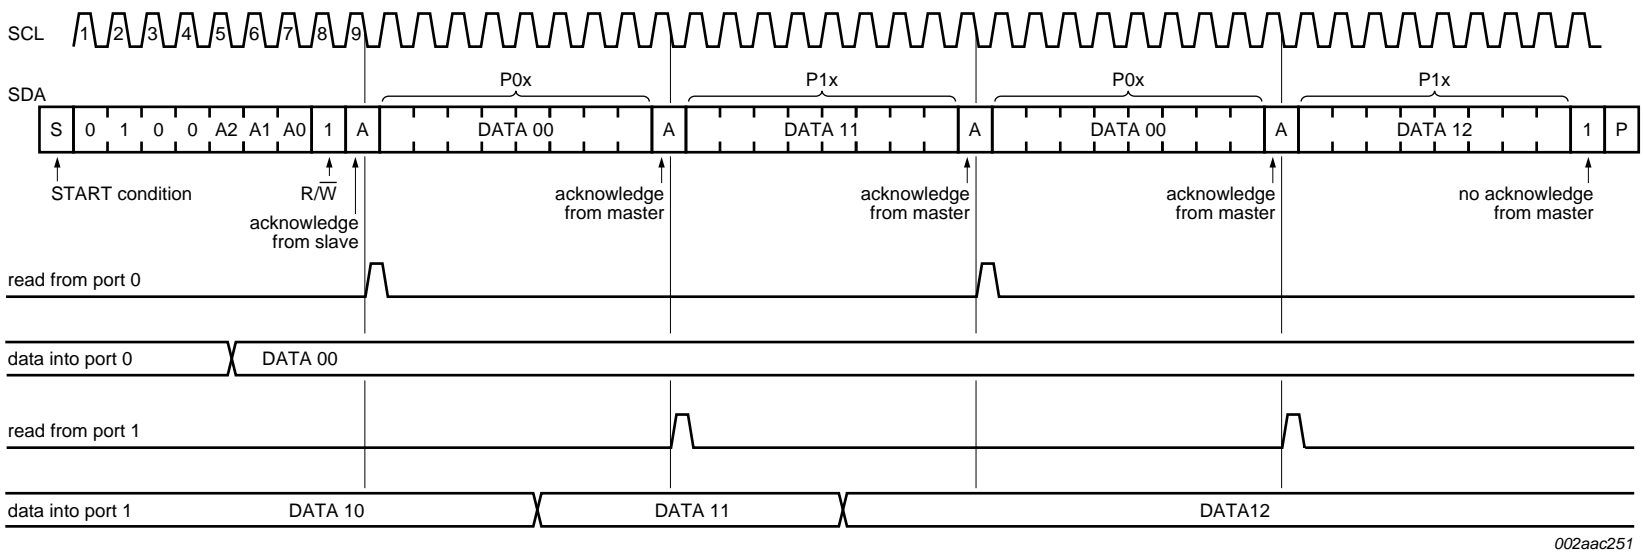 SCL 1 2 3 4 5 6 7 8 9
P0x P1x P0x P1x
SDA
S 0 1 0 0 A2 A1 A0 1 A DATA 00 A DATA 11 A DATA 00 A DATA 12 1 P
START condition R/W acknowledge acknowledge acknowledge no acknowledge
from master from master from master from master
acknowledge
from slave
read from port 0
data into port 0 DATA 00
read from port 1
data into port 1 DATA 10 DATA 11 DATA12
002aac251